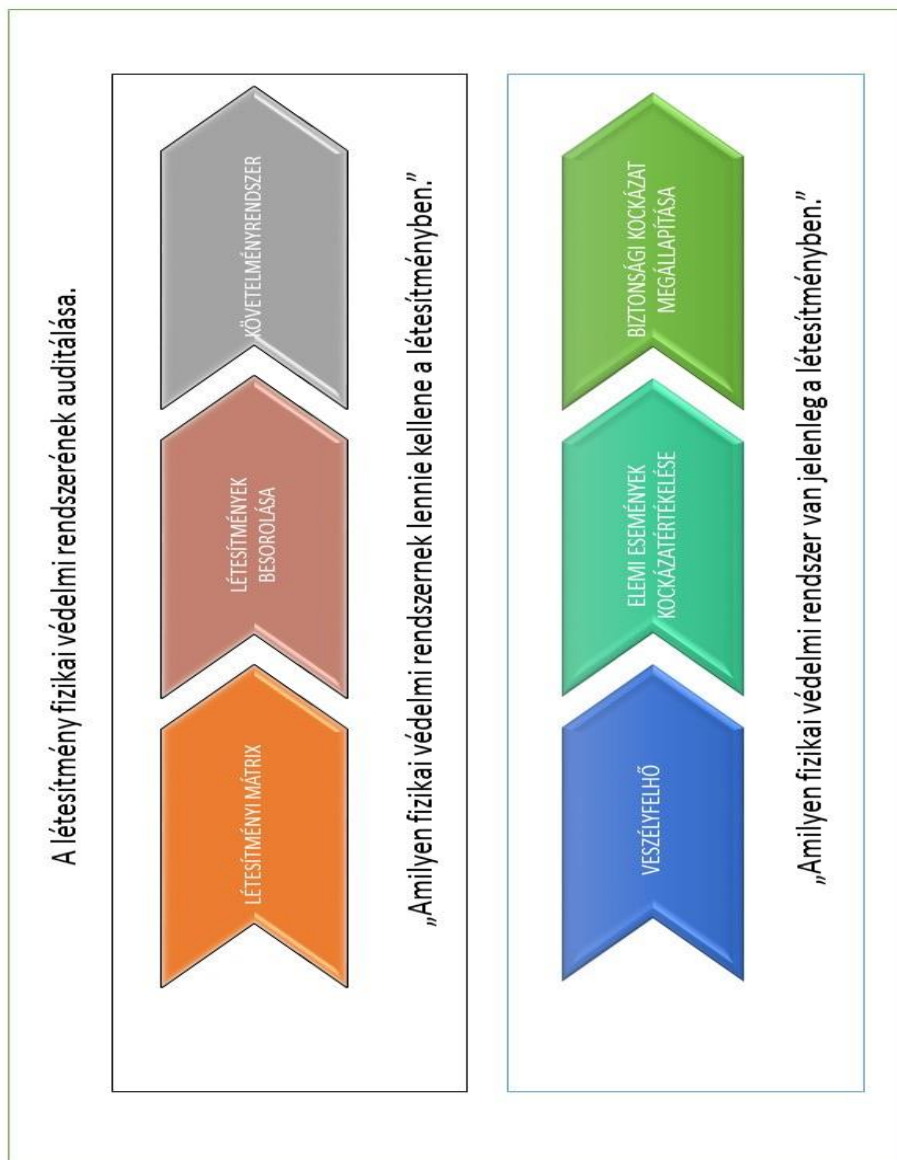 A létesítmény fizikai védelmi rendszerének auditálása.
LÉTESÍTMÉNYI MÁTRIX
LÉTESÍTMÉNYEK
BESOROLÁSA
KÖVETELMÉNYRENDSZER
„Amilyen fizikai védelmi rendszernek lennie kellene a létesítményben.”
VESZÉLYFELHŐ
ELEMI ESEMÉNYEK
KOCKÁZATÉRTÉKELÉSE
BIZTONSÁGI KOCKÁZAT
MEGÁLLAPÍTÁSA
„Amilyen fizikai védelmi rendszer van jelenleg a létesítményben.”